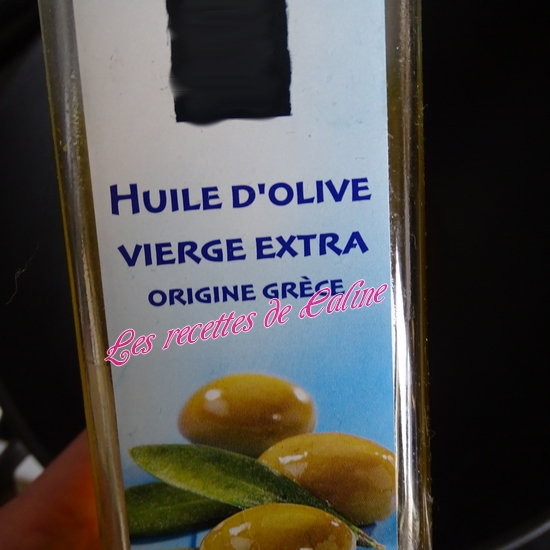 HUILE D'OLIVE
VIERGE EXTRA
ORIGINE GRÈCE
Les recettes de Caline